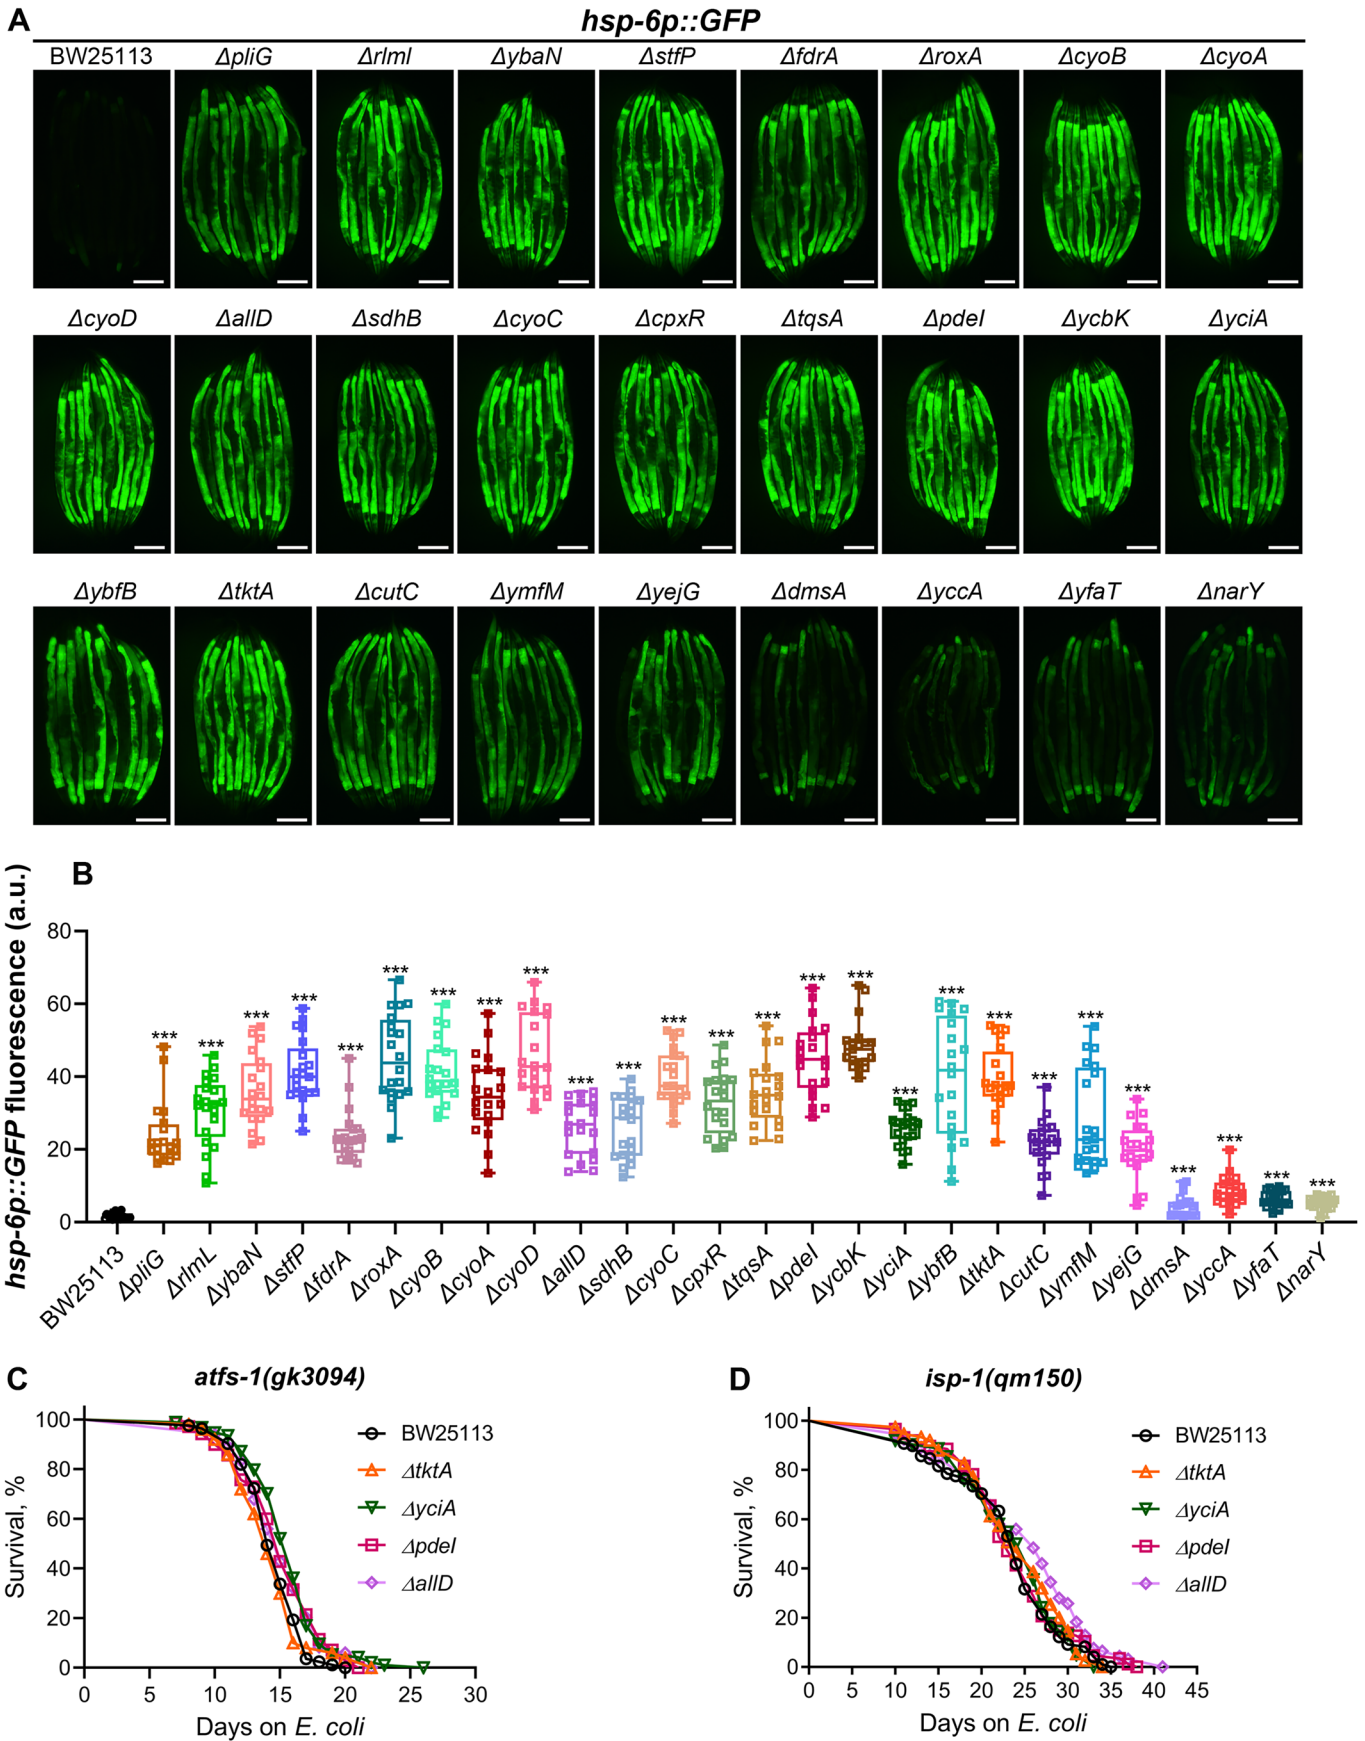 A
hsp-6p::GFP
BW25113 ΔpliG ΔrlmI ΔybaN ΔstfP ΔfdrA ΔroxA ΔcyoB ΔcyoA
ΔcyoD ΔallD ΔsdhB ΔcyoC ΔcpxR ΔtqsA ΔpdeI ΔycbK ΔyciA
ΔybfB ΔtktA ΔcutC ΔymfM ΔyejG ΔdmsA ΔyccA ΔyfaT ΔnarY
B
hsp-6p::GFP fluorescence (a.u.)
80
60
40
20
0
*** *** *** *** *** *** *** *** *** *** *** *** *** *** *** *** *** *** *** *** *** *** *** *** *** ***
BW25113 ΔpliG ΔrlmL ΔybaN ΔstfP ΔfdrA ΔroxA ΔcyoB ΔcyoA ΔcyoD ΔallD ΔsdhB ΔcyoC ΔcpxR ΔtqsA ΔpdeI ΔycbK ΔyciA ΔybfB ΔtktA ΔcutC ΔymfM ΔyejG ΔdmsA ΔyccA ΔyfaT ΔnarY
C
atfs-1(gk3094)
Survival, %
100
80
60
40
20
0
0 5 10 15 20 25 30
Days on E. coli
BW25113
ΔtktA
ΔyciA
ΔpdeI
ΔallD
D
isp-1(qm150)
Survival, %
100
80
60
40
20
0
0 5 10 15 20 25 30 35 40 45
Days on E. coli
BW25113
ΔtktA
ΔyciA
ΔpdeI
ΔallD